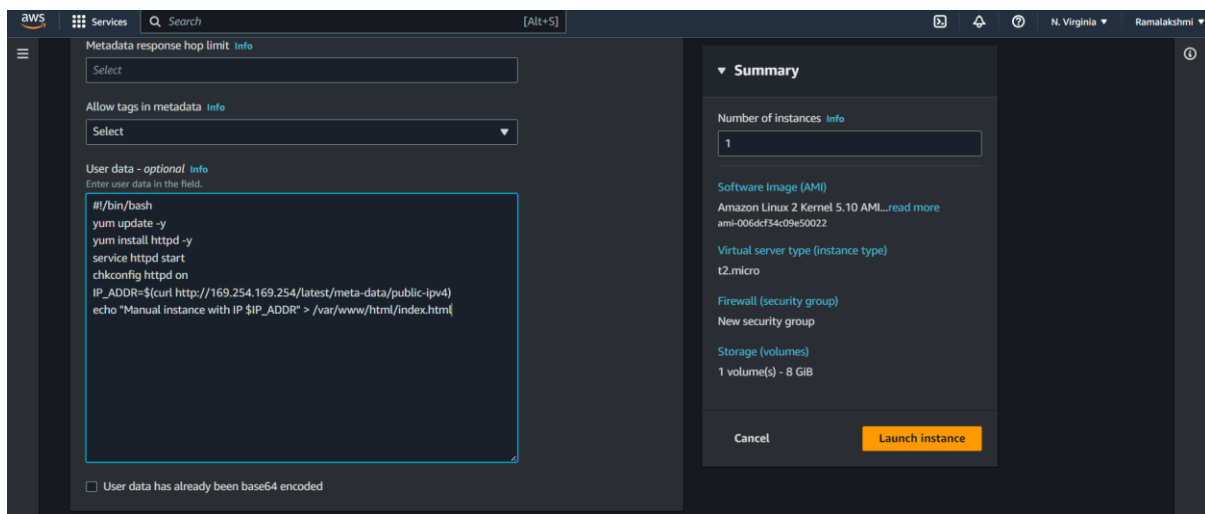 aws Services Search [Alt+S] N. Virginia Ramalakshmi
Metadata response hop limit Info
Select
Allow tags in metadata Info
Select
User data - optional Info
Enter user data in the field.
#!/bin/bash
yum update -y
yum install httpd -y
service httpd start
chkconfig httpd on
IP_ADDR=$(curl http://169.254.169.254/latest/meta-data/public-ipv4)
echo "Manual instance with IP $IP_ADDR" > /var/www/html/index.html
User data has already been base64 encoded
Summary
Number of instances Info
1
Software Image (AMI)
Amazon Linux 2 Kernel 5.10 AMI...read more
ami-006dcf34c09e50022
Virtual server type (instance type)
t2.micro
Firewall (security group)
New security group
Storage (volumes)
1 volume(s) - 8 GiB
Cancel Launch instance